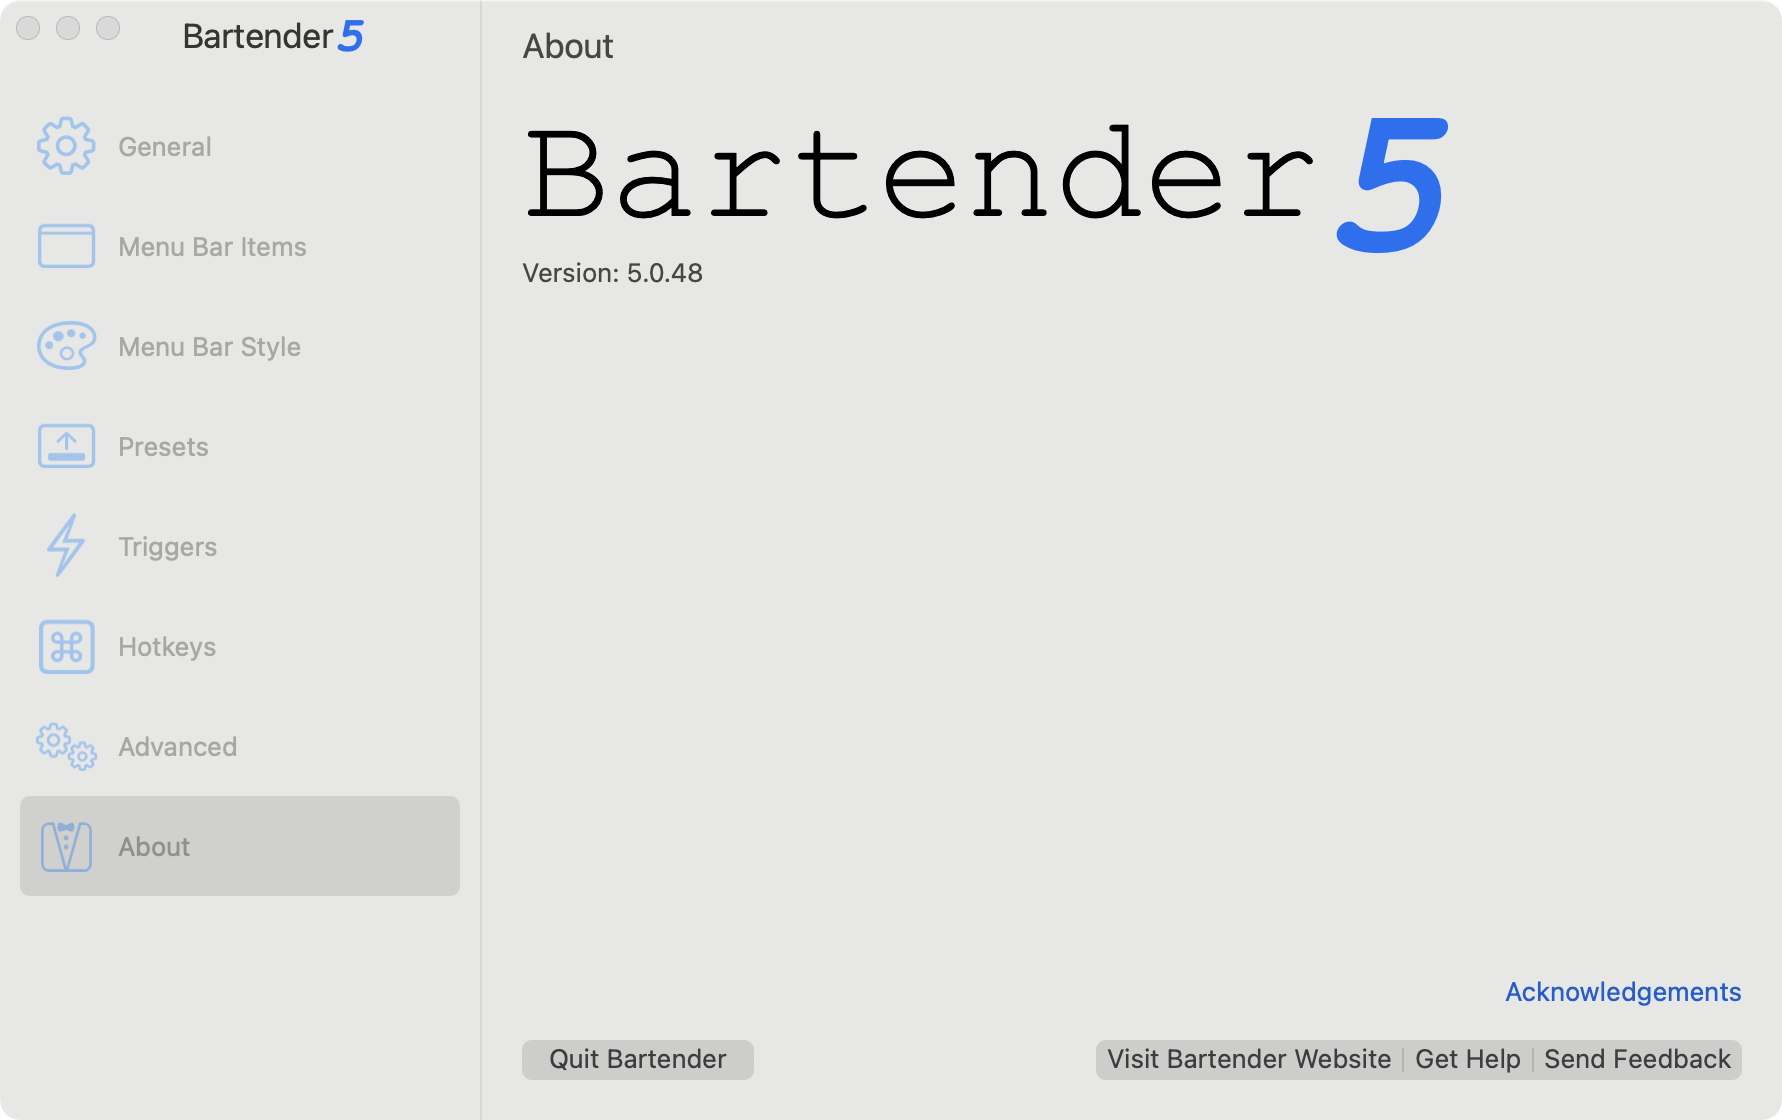 Bartender 5
General
Menu Bar Items
Menu Bar Style
Presets
Triggers
Hotkeys
Advanced
About
About
Bartender 5
Version: 5.0.48
Acknowledgements
Quit Bartender
Visit Bartender Website
Get Help
Send Feedback